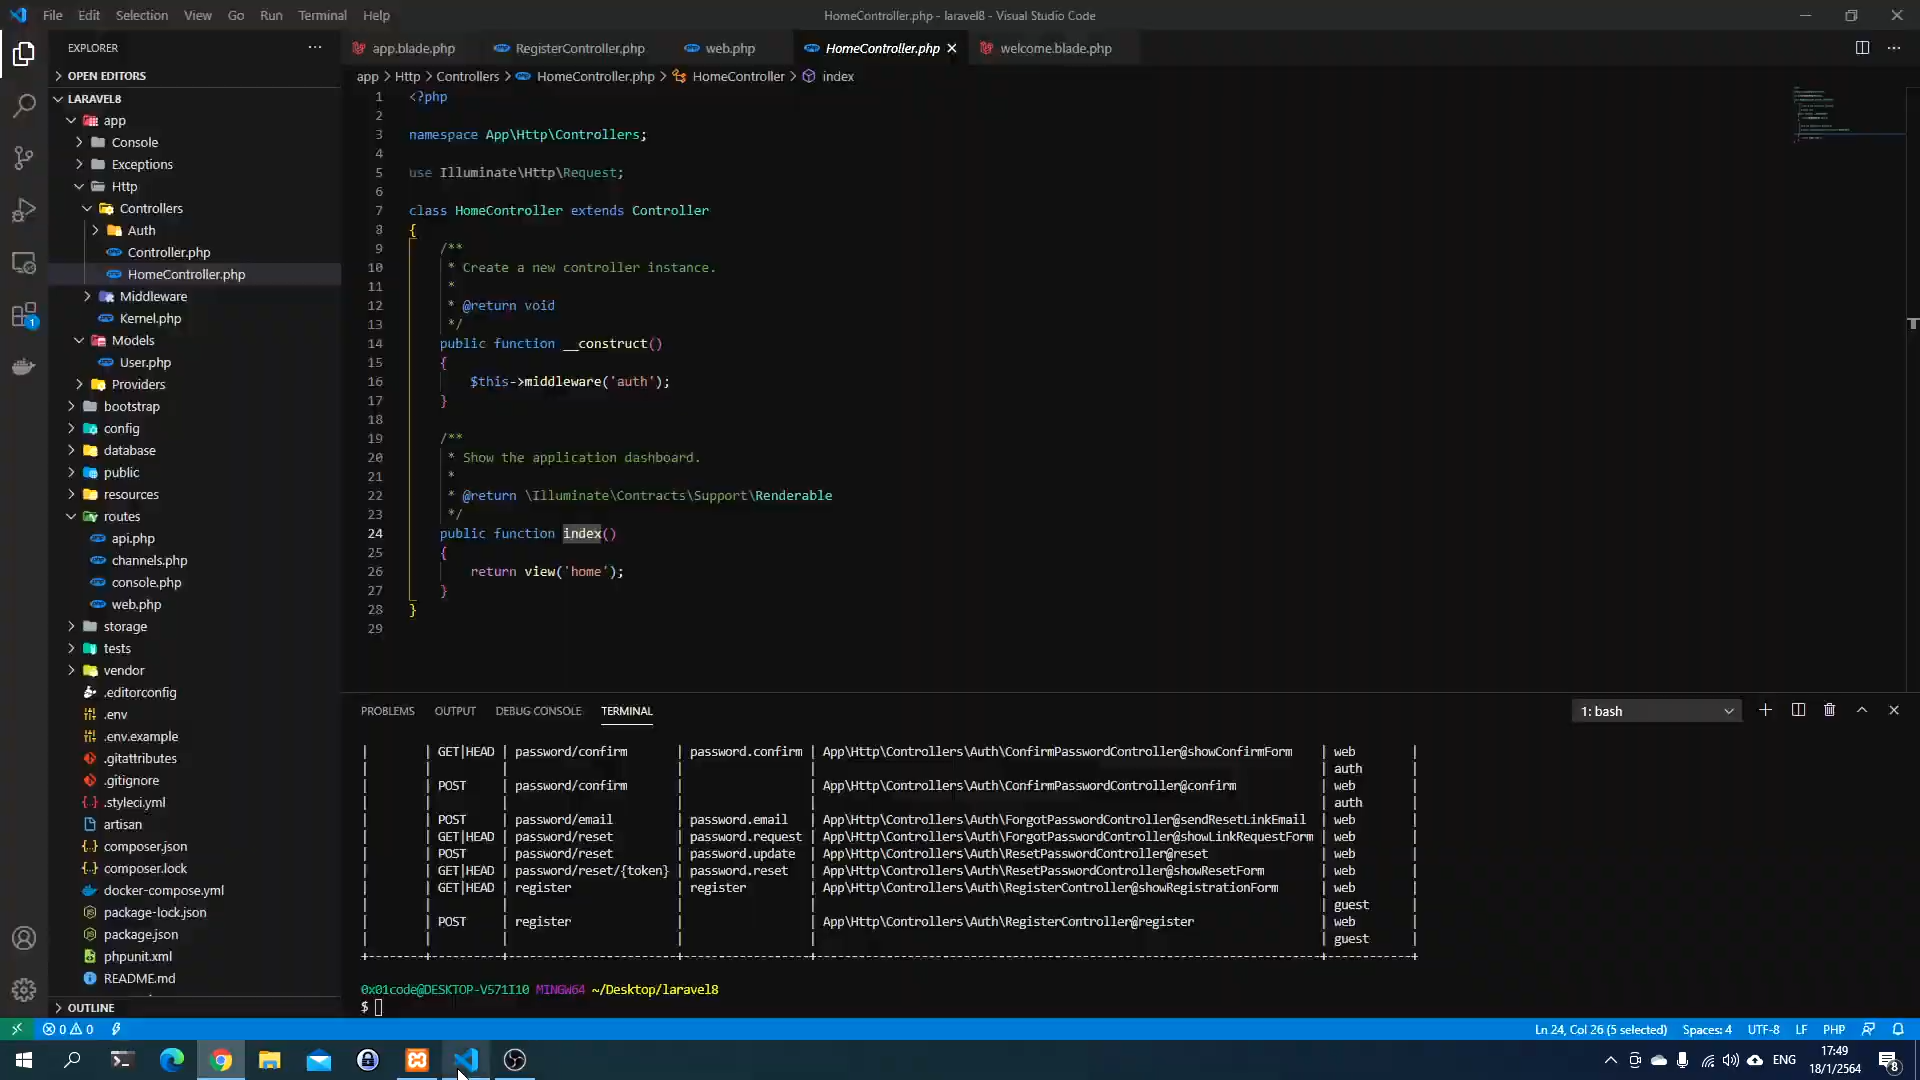 File Edit Selection View Go Run Terminal Help
HomeController.php - laravel8 - Visual Studio Code
EXPLORER
app.blade.php RegisterController.php web.php HomeController.php welcome.blade.php
OPEN EDITORS
app > Http > Controllers > HomeController.php > HomeController > index
LARAVEL8
app
Console
Exceptions
Http
Controllers
Auth
Controller.php
HomeController.php
Middleware
Kernel.php
Models
User.php
Providers
bootstrap
config
database
public
resources
routes
api.php
channels.php
console.php
web.php
storage
tests
vendor
.editorconfig
.env
.env.example
.gitattributes
.gitignore
.styleci.yml
artisan
composer.json
composer.lock
docker-compose.yml
package-lock.json
package.json
phpunit.xml
README.md
OUTLINE
1 <?php
2
3 namespace App\Http\Controllers;
4
5 use Illuminate\Http\Request;
6
7 class HomeController extends Controller
8 {
9 /**
10 * Create a new controller instance.
11 *
12 * @return void
13 */
14 public function __construct()
15 {
16 $this->middleware('auth');
17 }
18
19 /**
20 * Show the application dashboard.
21 *
22 * @return \Illuminate\Contracts\Support\Renderable
23 */
24 public function index()
25 {
26 return view('home');
27 }
28 }
29
PROBLEMS OUTPUT DEBUG CONSOLE TERMINAL
1: bash
| | GET|HEAD | password/confirm | password.confirm | App\Http\Controllers\Auth\ConfirmPasswordController@showConfirmForm | web |
| | | | | | auth |
| | POST | password/confirm | | App\Http\Controllers\Auth\ConfirmPasswordController@confirm | web |
| | | | | | auth |
| | POST | password/email | password.email | App\Http\Controllers\Auth\ForgotPasswordController@sendResetLinkEmail | web |
| | GET|HEAD | password/reset | password.request | App\Http\Controllers\Auth\ForgotPasswordController@showLinkRequestForm | web |
| | POST | password/reset | password.update | App\Http\Controllers\Auth\ResetPasswordController@reset | web |
| | GET|HEAD | password/reset/{token} | password.reset | App\Http\Controllers\Auth\ResetPasswordController@showResetForm | web |
| | GET|HEAD | register | register | App\Http\Controllers\Auth\RegisterController@showRegistrationForm | web |
| | | | | | guest |
| | POST | register | | App\Http\Controllers\Auth\RegisterController@register | web |
| | | | | | guest |
0x01code@DESKTOP-V571I10 MINGW64 ~/Desktop/laravel8
$
0 0
Ln 24, Col 26 (5 selected) Spaces: 4 UTF-8 LF PHP
ENG
17:49
18/1/2564
8
1